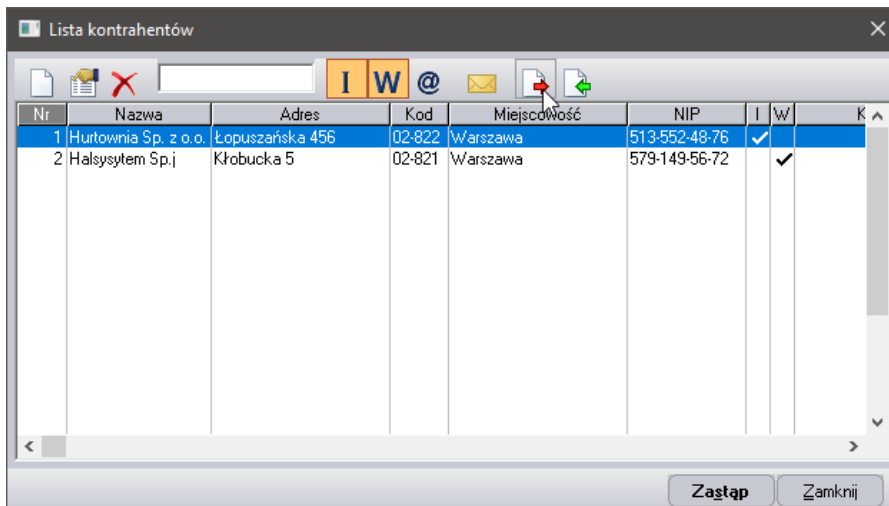 Lista kontrahentów
I W @
Nr Nazwa Adres Kod Miejscowość NIP I W K
1 Hurtownia Sp. z o.o. Łopuszańska 456 02-822 Warszawa 513-552-48-76
2 Halsysytem Sp.j Kłobucka 5 02-821 Warszawa 579-149-56-72
Zastąp Zamknij